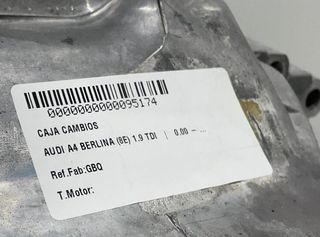 0000000000095174
CAJA CAMBIOS
AUDI A4 BERLINA (8E) 1.9 TDI | 0.00 - ...
Ref.Fab:GBQ
T.Motor: